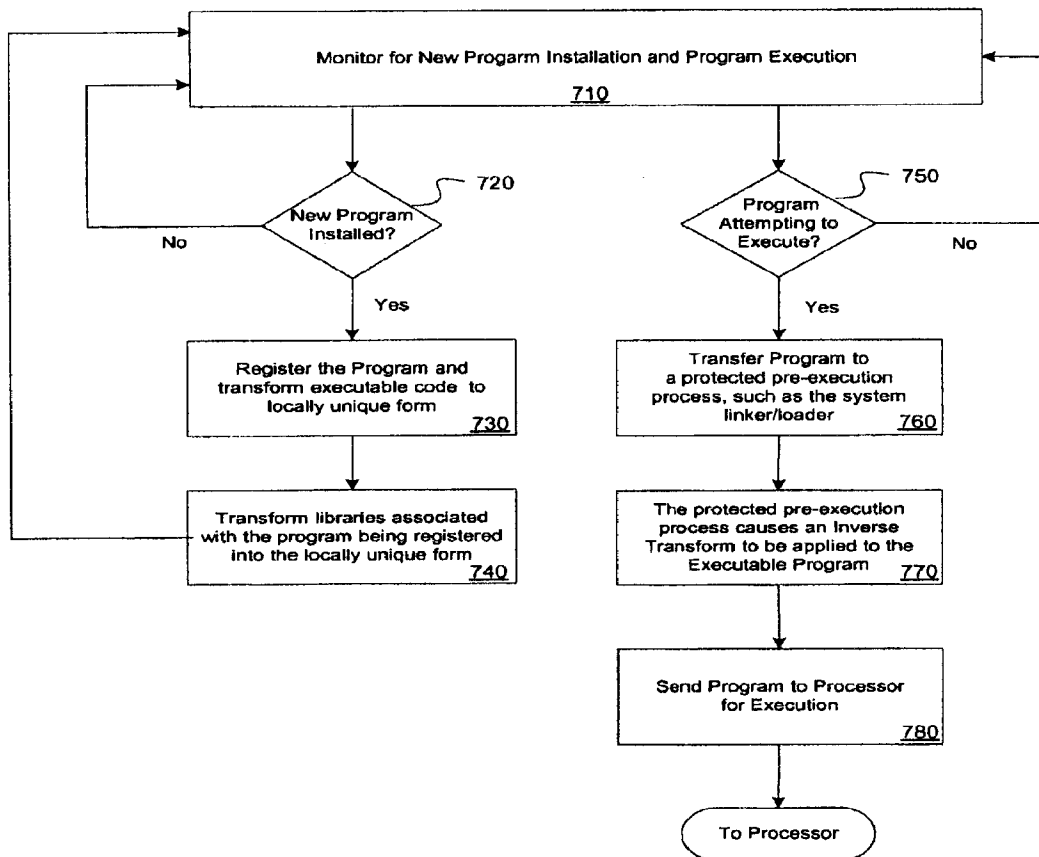 Monitor for New Progarm Installation and Program Execution
710
720
New Program
Installed?
No
Yes
Register the Program and
transform executable code to
locally unique form
730
Transform libraries associated
with the program being registered
into the locally unique form
740
750
Program
Attempting to
Execute?
No
Yes
Transfer Program to
a protected pre-execution
process, such as the system
linker/loader
760
The protected pre-execution
process causes an Inverse
Transform to be applied to the
Executable Program
770
Send Program to Processor
for Execution
780
To Processor